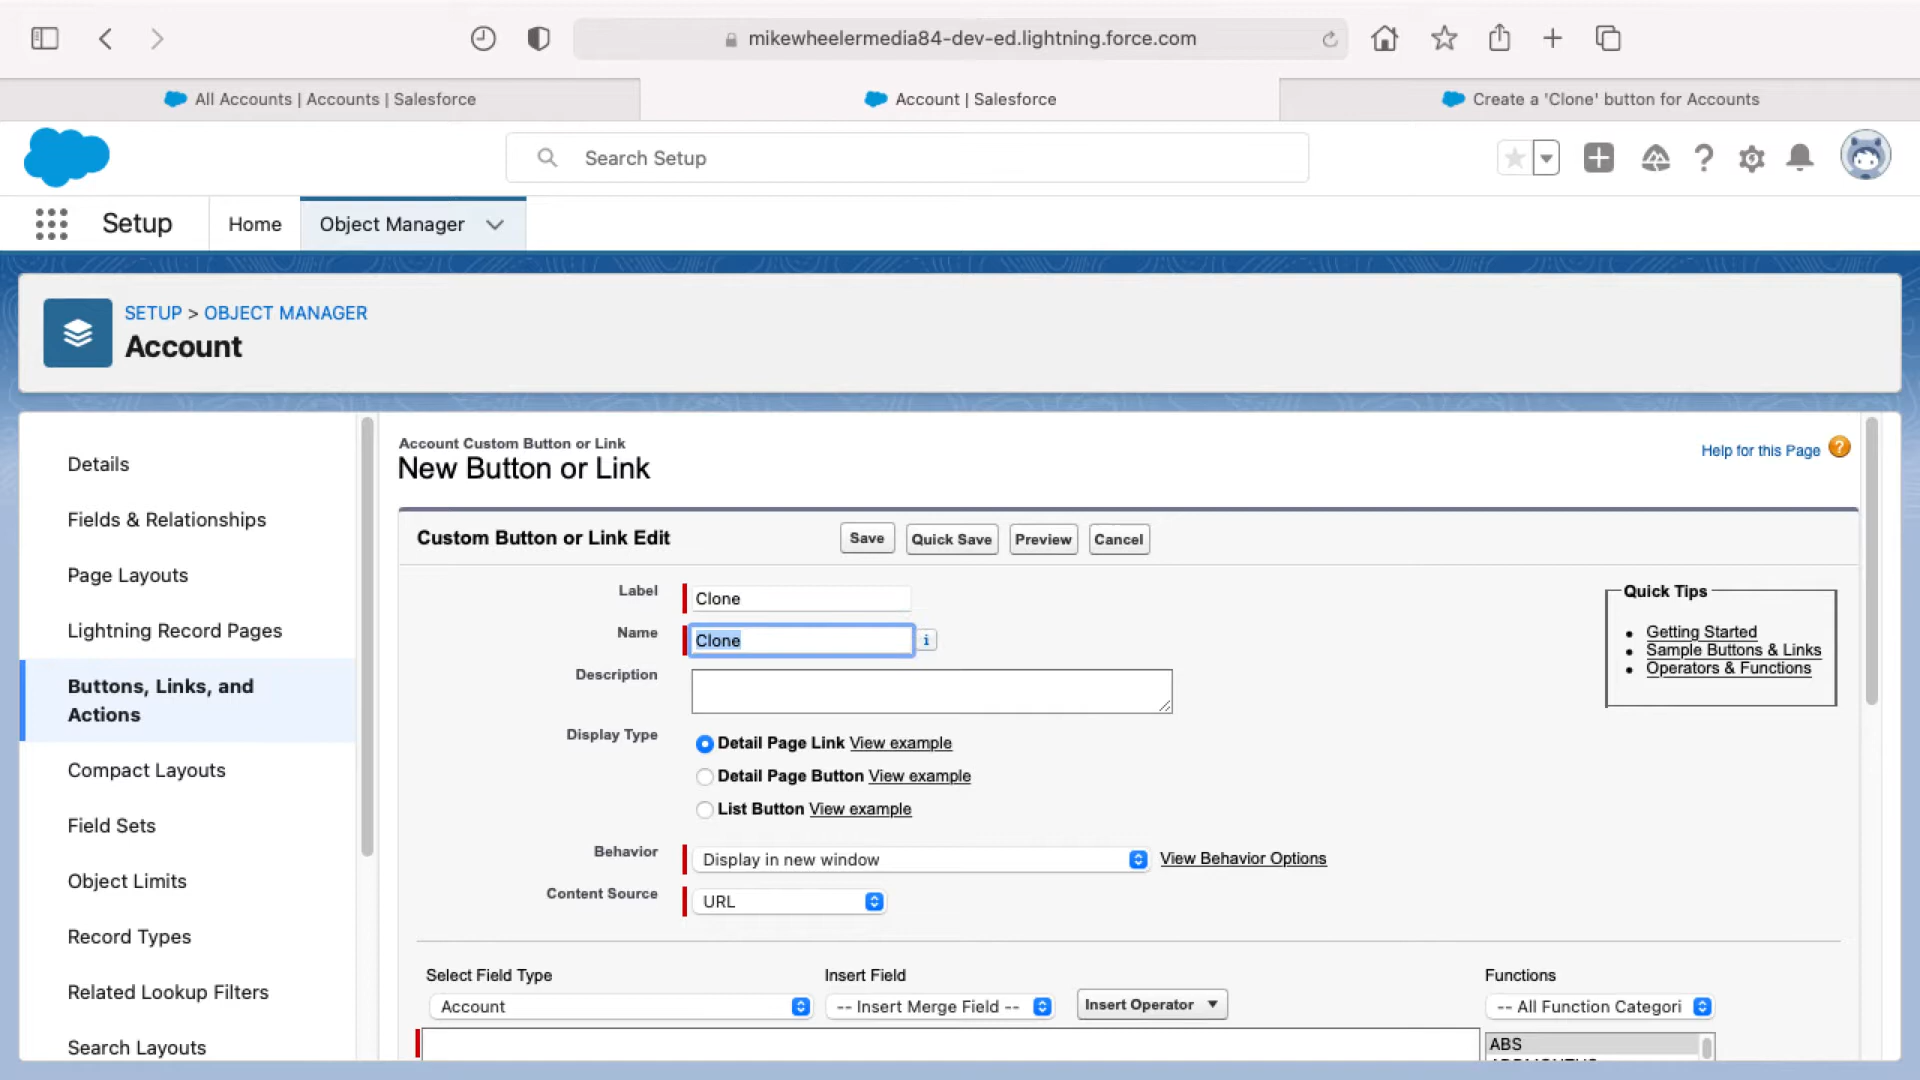 mikewheelermedia84-dev-ed.lightning.force.com
All Accounts | Accounts | Salesforce
Account | Salesforce
Create a 'Clone' button for Accounts
Search Setup
Setup
Home
Object Manager
SETUP > OBJECT MANAGER
Account
Details
Fields & Relationships
Page Layouts
Lightning Record Pages
Buttons, Links, and
Actions
Compact Layouts
Field Sets
Object Limits
Record Types
Related Lookup Filters
Search Layouts
Account Custom Button or Link
New Button or Link
Help for this Page ?
Custom Button or Link Edit
Save
Quick Save
Preview
Cancel
Label
Clone
Name
Clone
i
Description
Display Type
Detail Page Link View example
Detail Page Button View example
List Button View example
Behavior
Display in new window
View Behavior Options
Content Source
URL
Quick Tips
Getting Started
Sample Buttons & Links
Operators & Functions
Select Field Type
Account
Insert Field
-- Insert Merge Field --
Insert Operator
Functions
-- All Function Categori
ABS